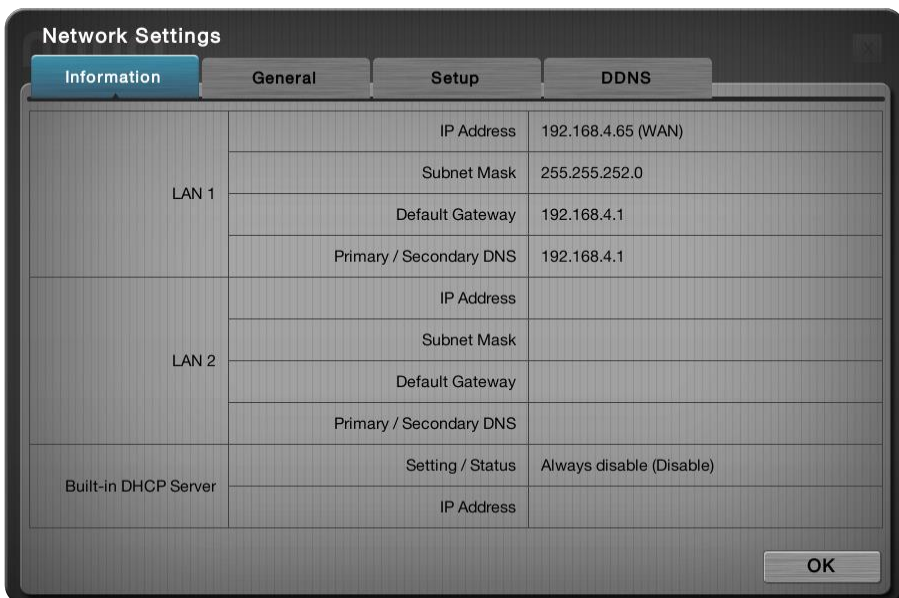 Network Settings
Information
General
Setup
DDNS
LAN 1
IP Address
192.168.4.65 (WAN)
Subnet Mask
255.255.252.0
Default Gateway
192.168.4.1
Primary / Secondary DNS
192.168.4.1
LAN 2
IP Address
Subnet Mask
Default Gateway
Primary / Secondary DNS
Built-in DHCP Server
Setting / Status
Always disable (Disable)
IP Address
OK